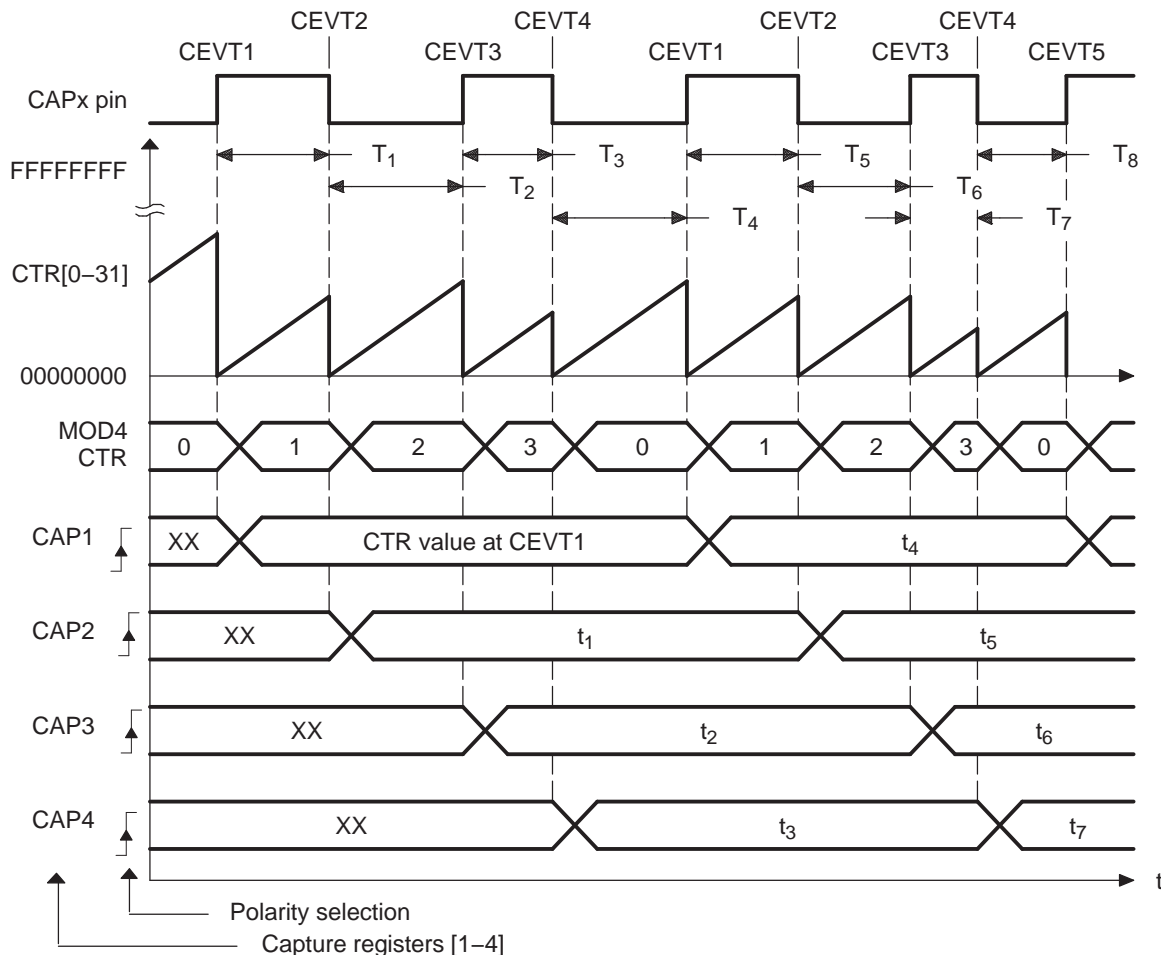 CEVT2 CEVT4 CEVT2 CEVT4
CEVT1 CEVT3 CEVT1 CEVT3 CEVT5
CAPx pin
T1 T3 T5 T8
FFFFFFFF
T2 T6
T4 T7
CTR[0−31]
00000000
MOD4
CTR
0 1 2 3 0 1 2 3 0
CAP1 XX CTR value at CEVT1 t4
CAP2 XX t1 t5
CAP3 XX t2 t6
CAP4 XX t3 t7
t
Polarity selection
Capture registers [1−4]